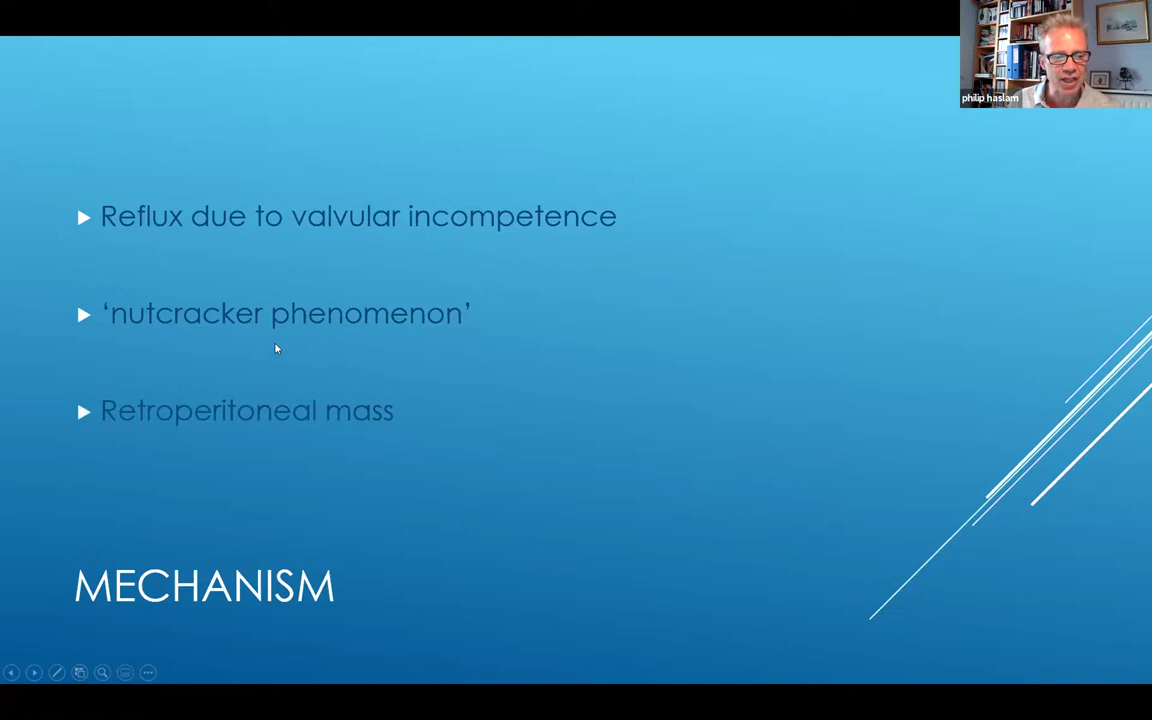 philip haslam
Reflux due to valvular incompetence
‘nutcracker phenomenon’
Retroperitoneal mass
MECHANISM